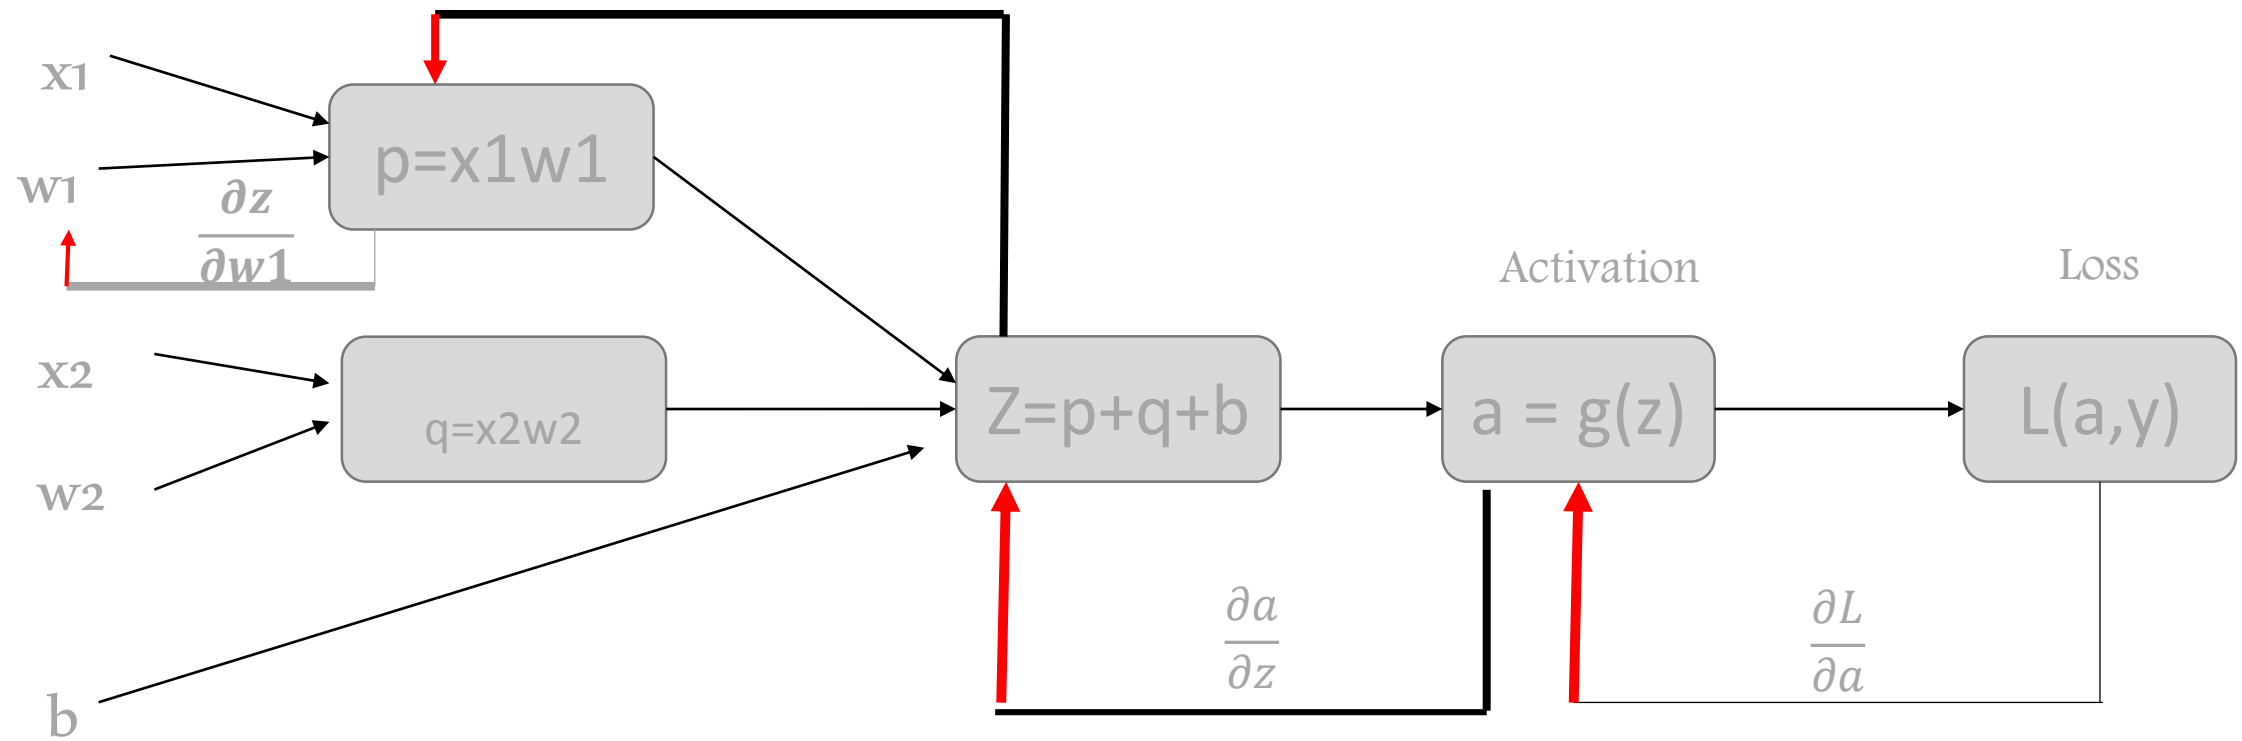 x1
p=x1w1
w1
∂z
∂w1
Activation
Loss
x2
q=x2w2
Z=p+q+b
a = g(z)
L(a,y)
w2
∂a
∂z
∂L
∂a
b